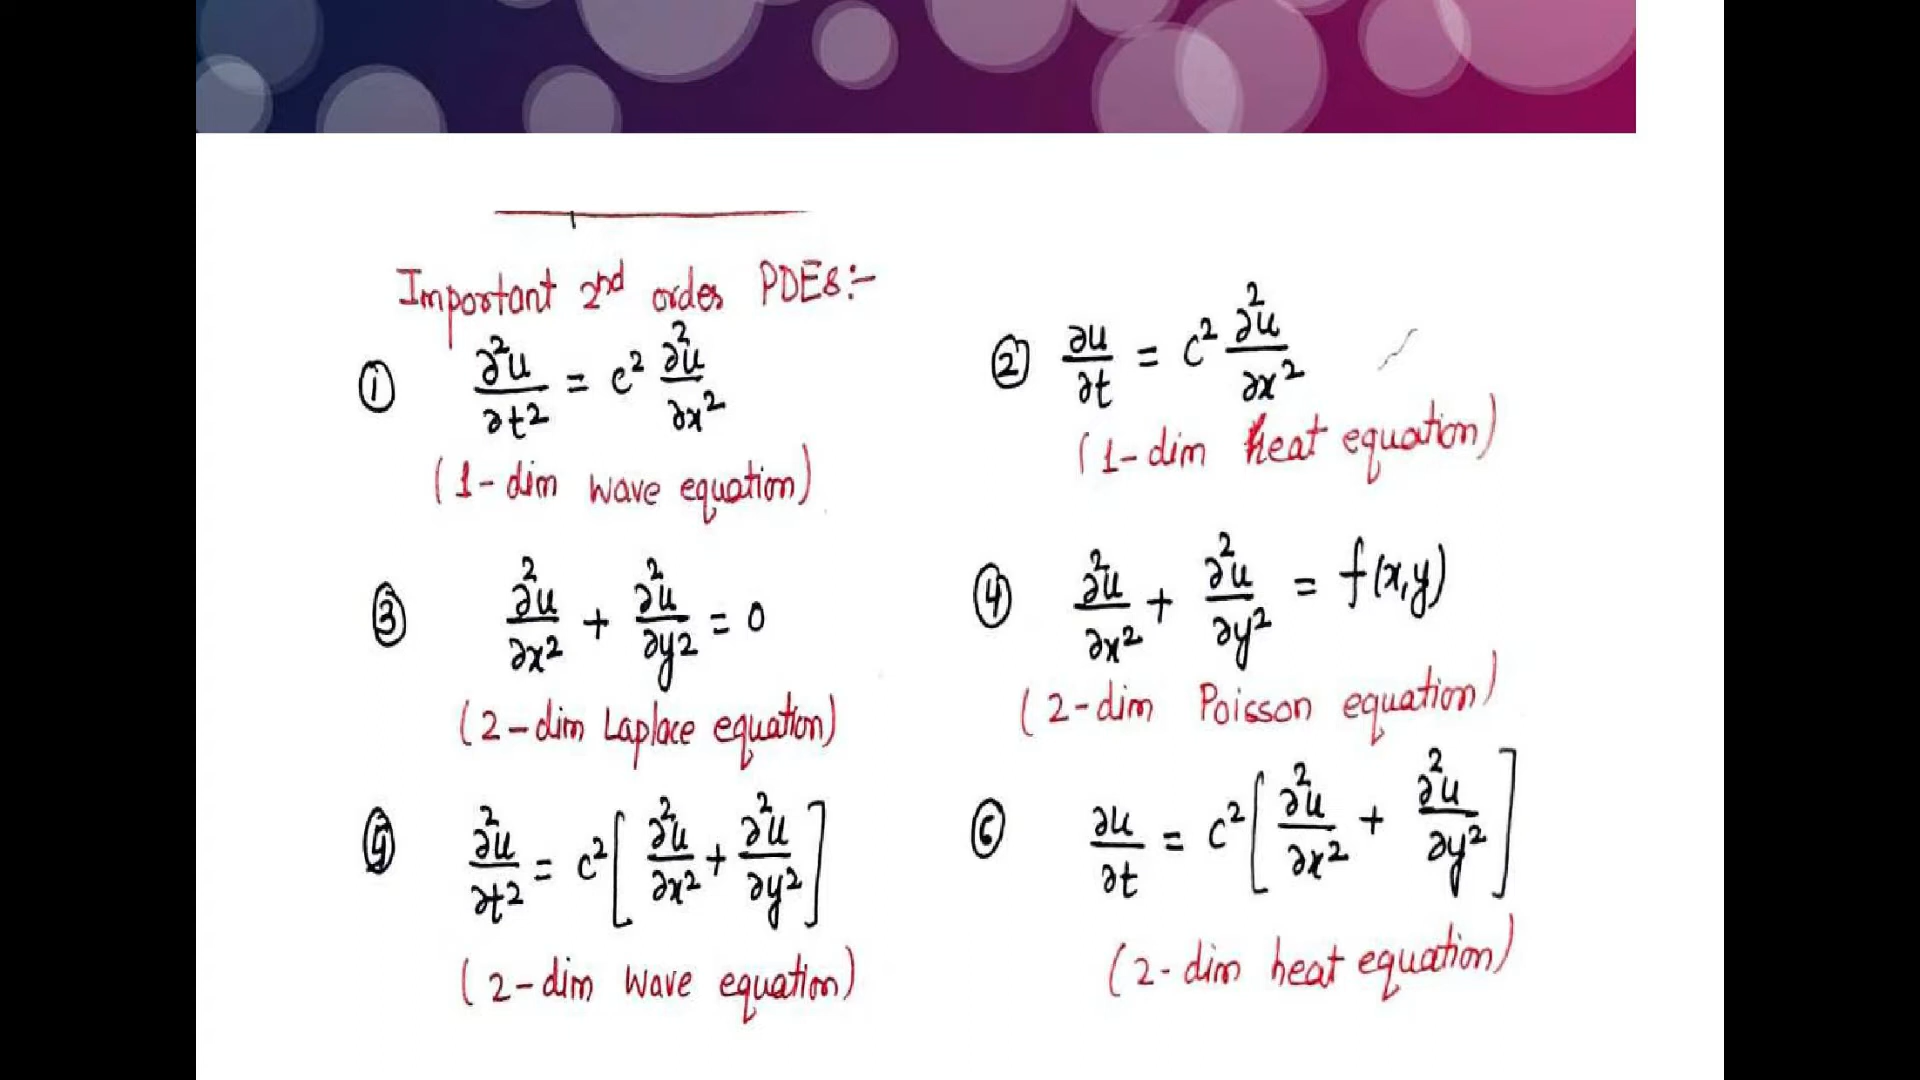 Important 2nd order PDEs:-
① ∂²u/∂t² = c² ∂²u/∂x²
(1-dim wave equation)
② ∂u/∂t = c² ∂²u/∂x²
(1-dim heat equation)
③ ∂²u/∂x² + ∂²u/∂y² = 0
(2-dim Laplace equation)
④ ∂²u/∂x² + ∂²u/∂y² = f(x,y)
(2-dim Poisson equation)
⑤ ∂²u/∂t² = c² [∂²u/∂x² + ∂²u/∂y²]
(2-dim wave equation)
⑥ ∂u/∂t = c² [∂²u/∂x² + ∂²u/∂y²]
(2-dim heat equation)